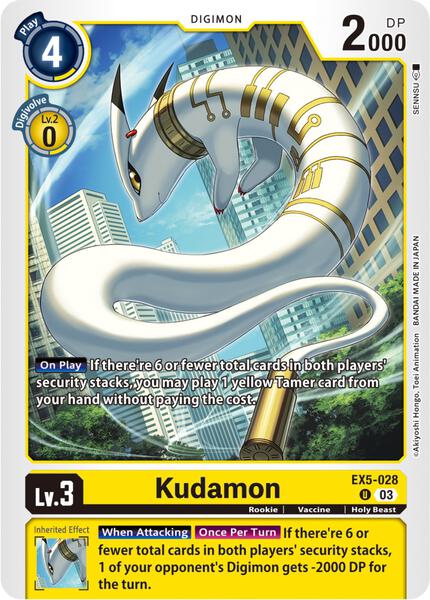 DIGIMON
Play
4
DP
2000
Digivolve
Lv.2
0
SENNSU
©Akiyoshi Hongo, Toei Animation BANDAI MADE IN JAPAN
On Play If there're 6 or fewer total cards in both players'
security stacks, you may play 1 yellow Tamer card from
your hand without paying the cost.
Lv.3
Kudamon
EX5-028
U 03
Rookie | Vaccine | Holy Beast
Inherited Effect
When Attacking Once Per Turn If there're 6 or
fewer total cards in both players' security stacks,
1 of your opponent's Digimon gets -2000 DP for
the turn.